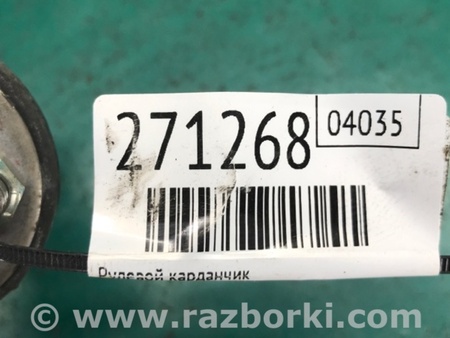 271268
04035
Рулевой карданчик
www.razborki.com